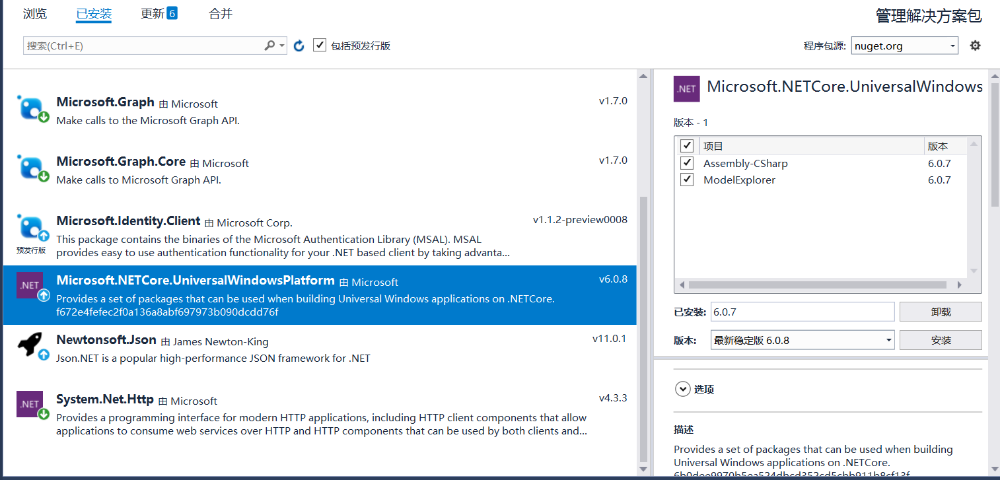 浏览 已安装 更新 6 合并 管理解决方案包
搜索(Ctrl+E) 包括预发行版 程序包源: nuget.org
Microsoft.Graph 由 Microsoft v1.7.0
Make calls to the Microsoft Graph API.
Microsoft.Graph.Core 由 Microsoft v1.7.0
Make calls to Microsoft Graph API.
Microsoft.Identity.Client 由 Microsoft Corp. v1.1.2-preview0008
This package contains the binaries of the Microsoft Authentication Library (MSAL). MSAL
预发行版 provides easy to use authentication functionality for your .NET based client by taking advanta...
.NET Microsoft.NETCore.UniversalWindowsPlatform 由 Microsoft v6.0.8
Provides a set of packages that can be used when building Universal Windows applications on .NETCore.
f672e4fefec2f0a136a8abf697973b090dcdd76f
Newtonsoft.Json 由 James Newton-King v11.0.1
Json.NET is a popular high-performance JSON framework for .NET
.NET System.Net.Http 由 Microsoft v4.3.3
Provides a programming interface for modern HTTP applications, including HTTP client components that allow
applications to consume web services over HTTP and HTTP components that can be used by both clients and...
.NET Microsoft.NETCore.UniversalWindows
版本 - 1
项目 版本
Assembly-CSharp 6.0.7
ModelExplorer 6.0.7
已安装: 6.0.7 卸载
版本: 最新稳定版 6.0.8 安装
选项
描述
Provides a set of packages that can be used when building
Universal Windows applications on .NETCore.